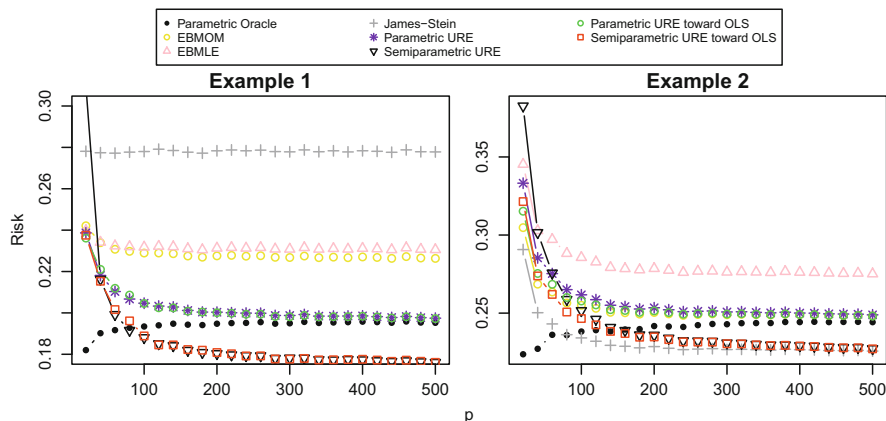 Parametric Oracle
EBMOM
EBMLE
James−Stein
Parametric URE
Semiparametric URE
Parametric URE toward OLS
Semiparametric URE toward OLS
Example 1
Example 2
Risk
0.30
0.26
0.22
0.18
100 200 300 400 500
0.35
0.30
0.25
100 200 300 400 500
p